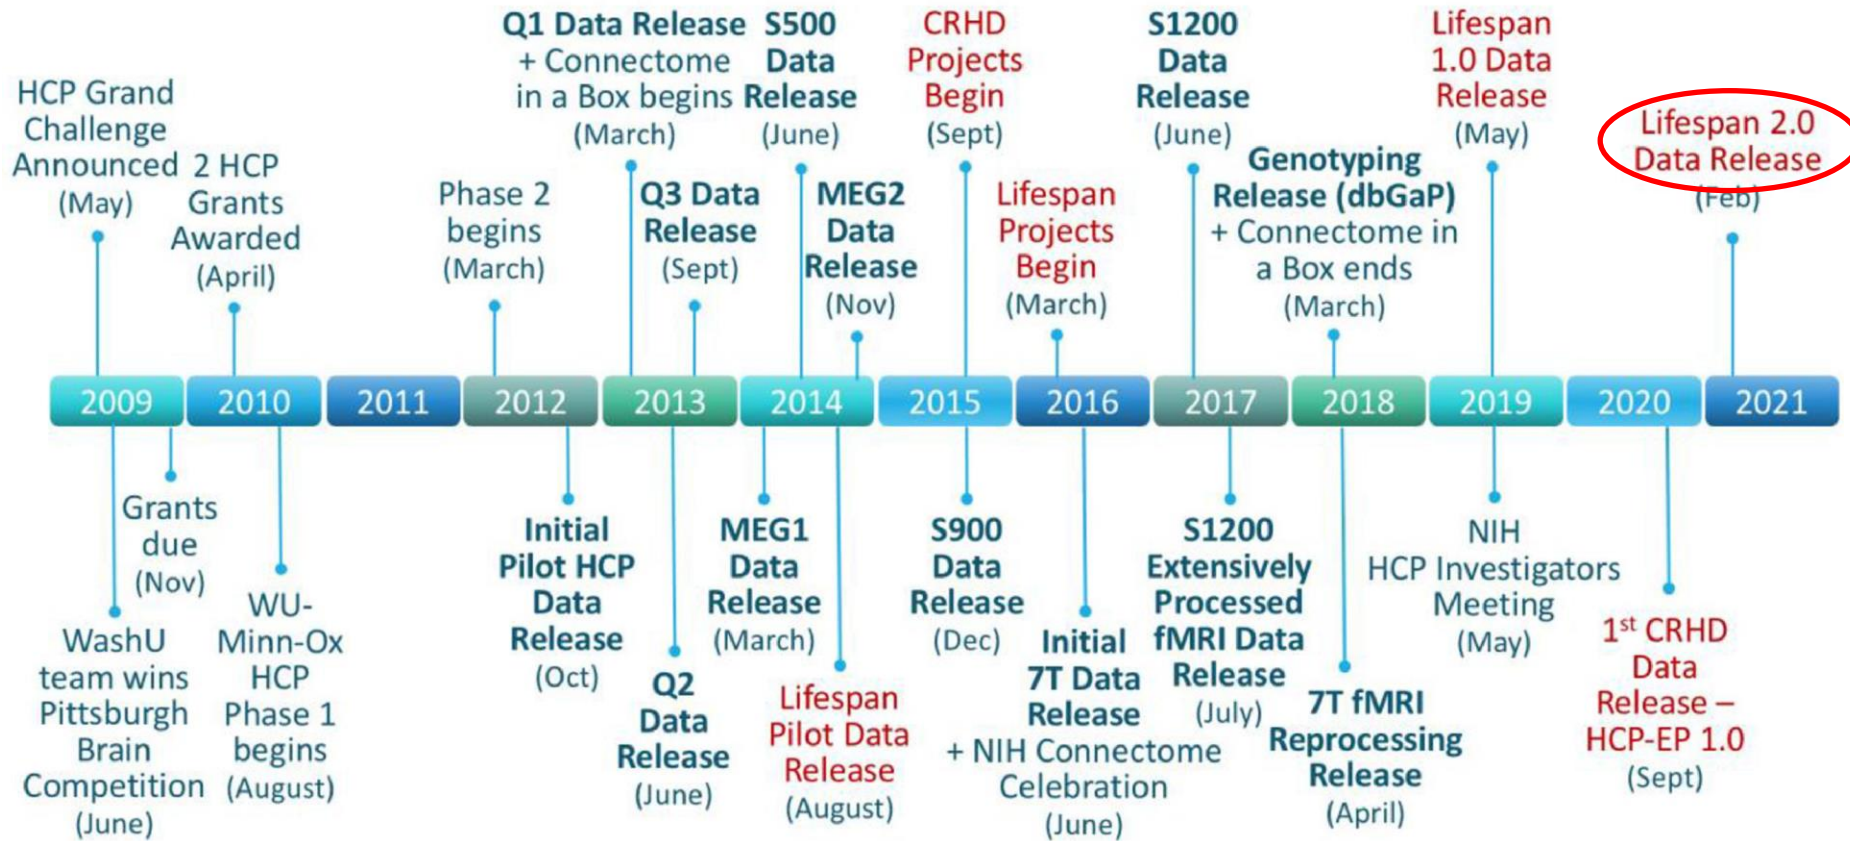 HCP Grand
Challenge
Announced
(May)
2 HCP
Grants
Awarded
(April)
Phase 2
begins
(March)
Q1 Data Release
+ Connectome
in a Box begins
(March)
Q3 Data
Release
(Sept)
S500
Data
Release
(June)
MEG2
Data
Release
(Nov)
CRHD
Projects
Begin
(Sept)
Lifespan
Projects
Begin
(March)
S1200
Data
Release
(June)
Genotyping
Release (dbGaP)
+ Connectome in
a Box ends
(March)
Lifespan
1.0 Data
Release
(May)
Lifespan 2.0
Data Release
(Feb)
2009 2010 2011 2012 2013 2014 2015 2016 2017 2018 2019 2020 2021
WashU
team wins
Pittsburgh
Brain
Competition
(June)
Grants
due
(Nov)
WU-
Minn-Ox
HCP
Phase 1
begins
(August)
Initial
Pilot HCP
Data
Release
(Oct)
Q2
Data
Release
(June)
MEG1
Data
Release
(March)
Lifespan
Pilot Data
Release
(August)
S900
Data
Release
(Dec)
Initial
7T Data
Release
+ NIH Connectome
Celebration
(June)
S1200
Extensively
Processed
fMRI Data
Release
(July)
7T fMRI
Reprocessing
Release
(April)
NIH
HCP Investigators
Meeting
(May)
1st CRHD
Data
Release –
HCP-EP 1.0
(Sept)